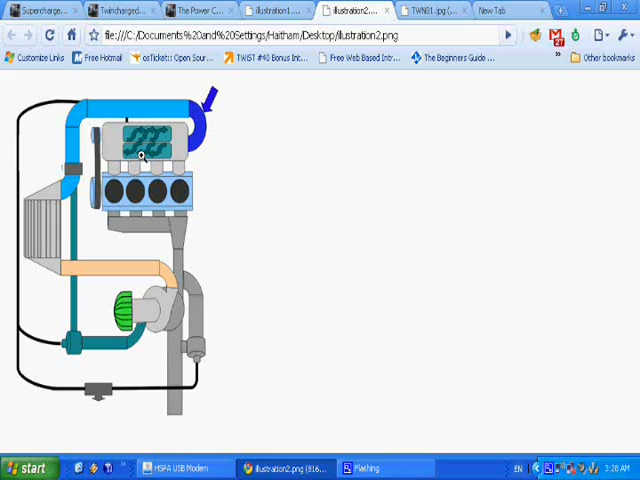 Supercharge...
Twincharged...
The Power C...
illustration1....
illustration2....
TWN01.jpg (...
New Tab
file:///C:/Documents%20and%20Settings/Haitham/Desktop/illustration2.png
27
Customize Links
Free Hotmail
osTicket:: Open Sour...
TWiST #40 Bonus Int...
Free Web Based Intr...
The Beginners Guide ...
»
Other bookmarks
start
HSPA USB Modem
illustration2.png (816...
Flashing
EN
3:28 AM